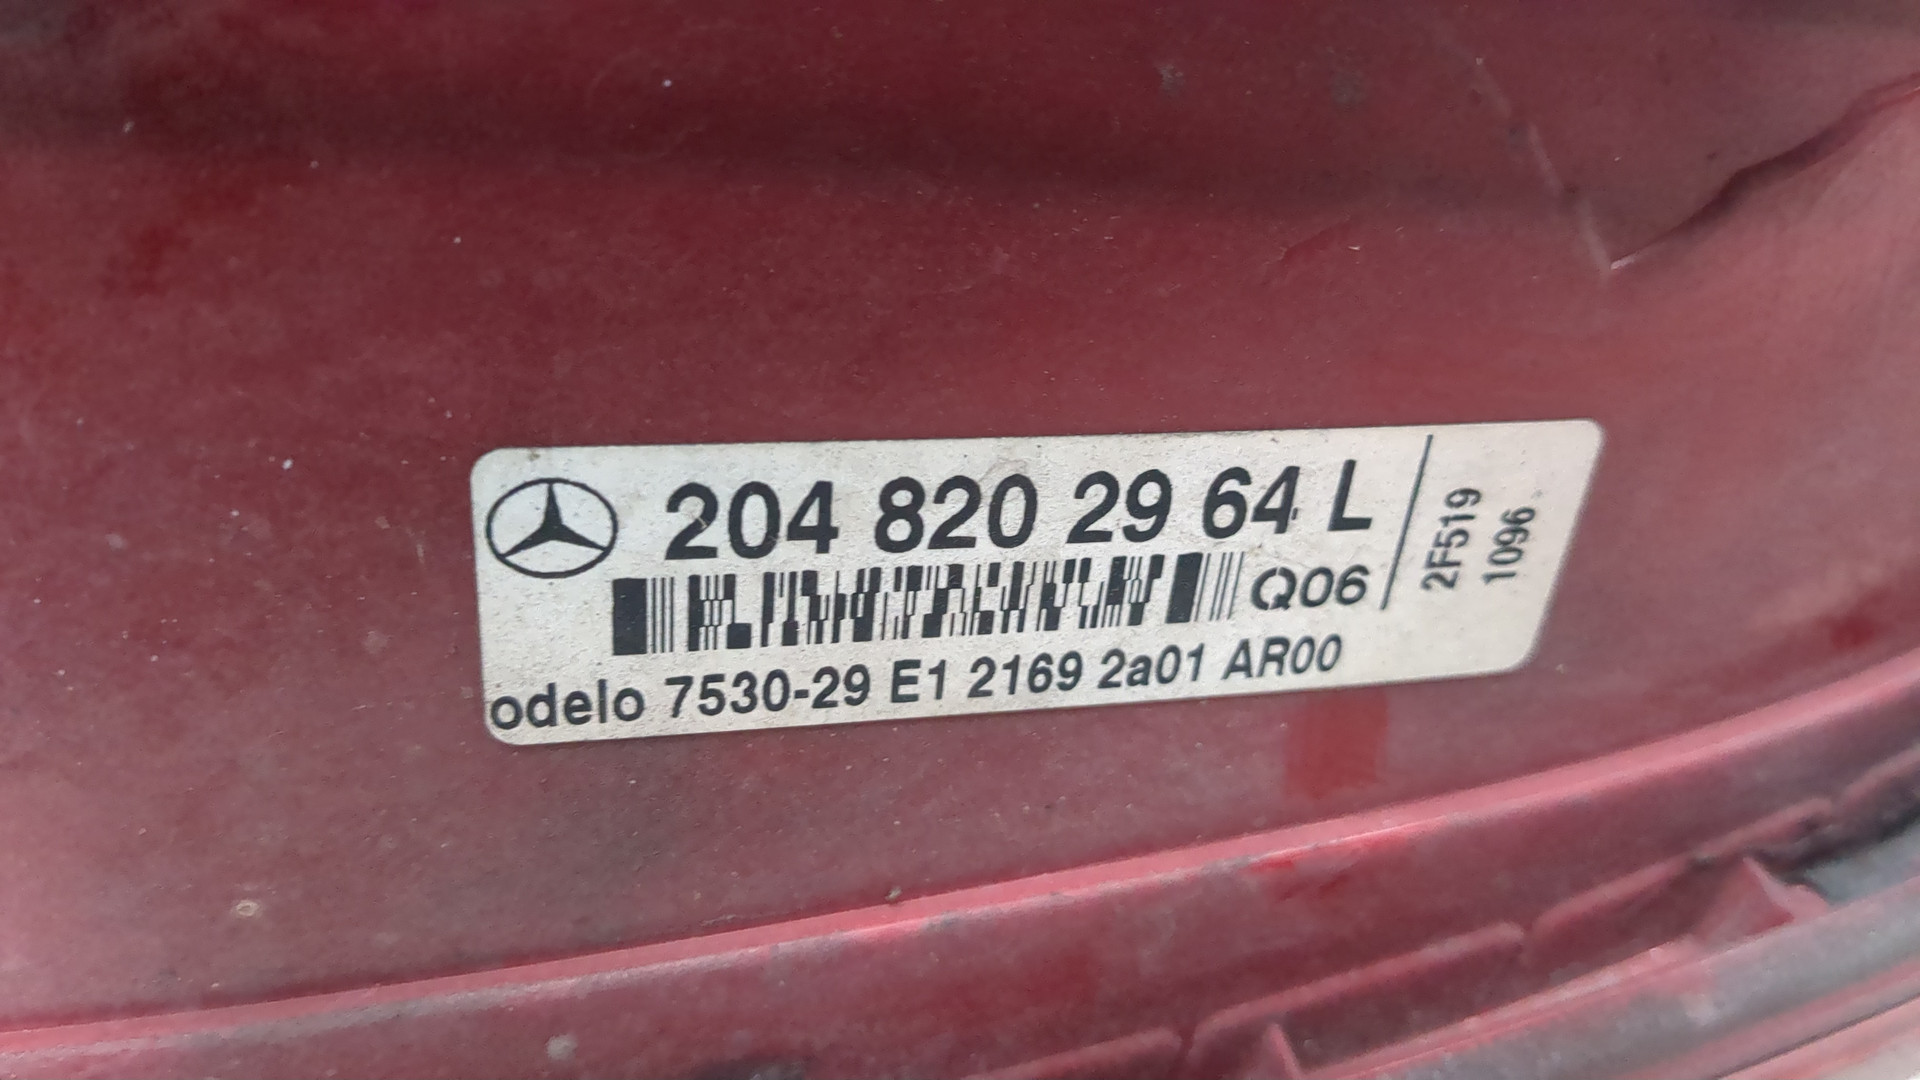 204 820 29 64 L
Q06
odelo 7530-29 E1 2169 2a01 AR00
2F519
1096